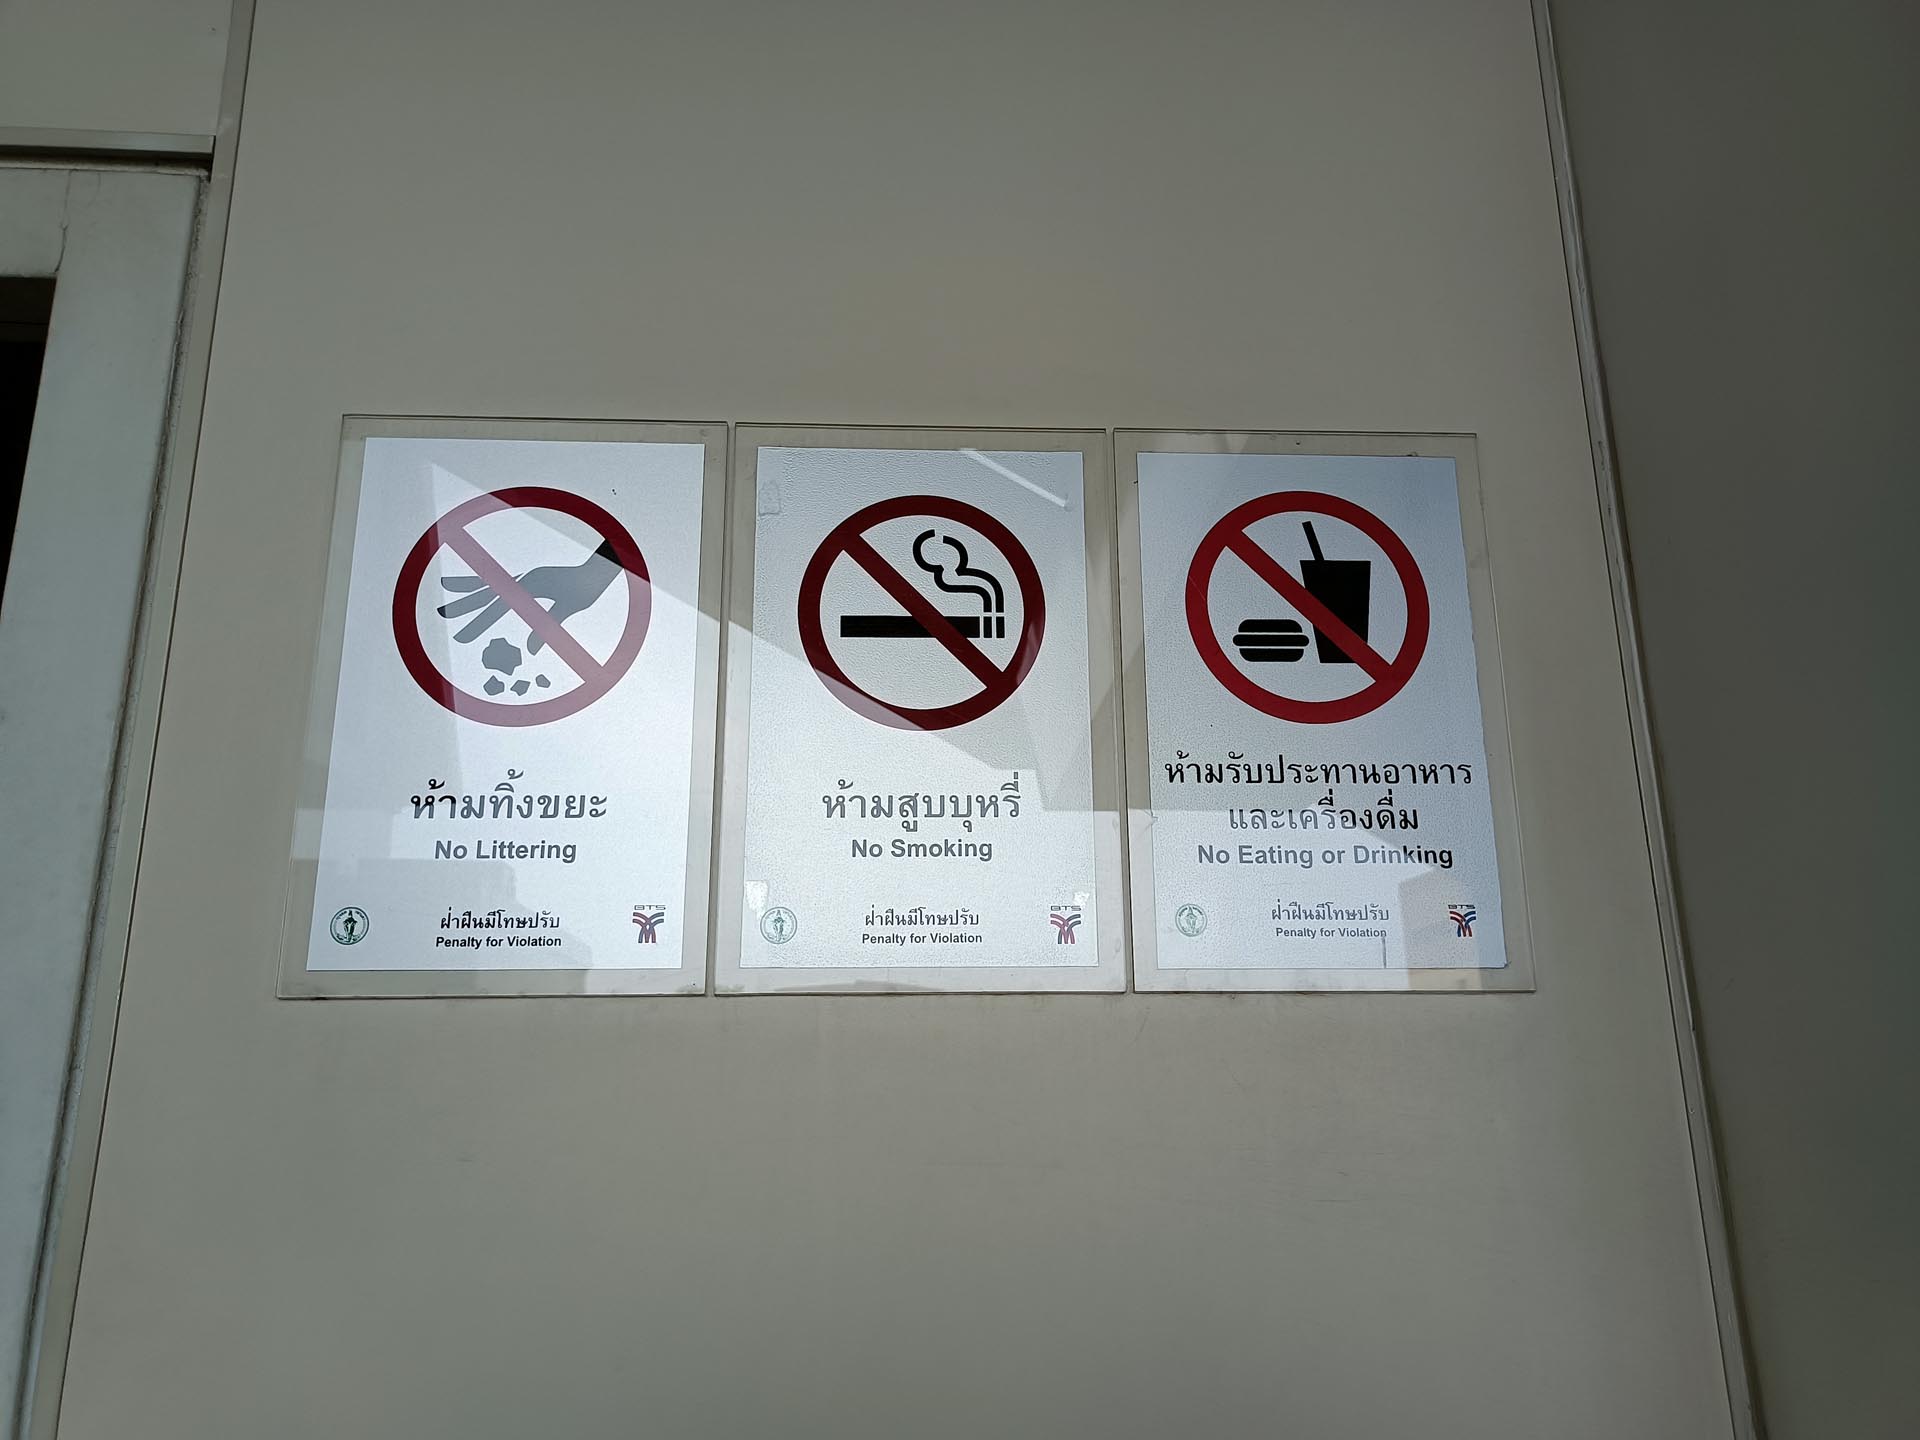 ห้ามทิ้งขยะ
No Littering
ฝ่าฝืนมีโทษปรับ
Penalty for Violation
BTS
ห้ามสูบบุหรี่
No Smoking
ฝ่าฝืนมีโทษปรับ
Penalty for Violation
BTS
ห้ามรับประทานอาหาร
และเครื่องดื่ม
No Eating or Drinking
ฝ่าฝืนมีโทษปรับ
Penalty for Violation
BTS